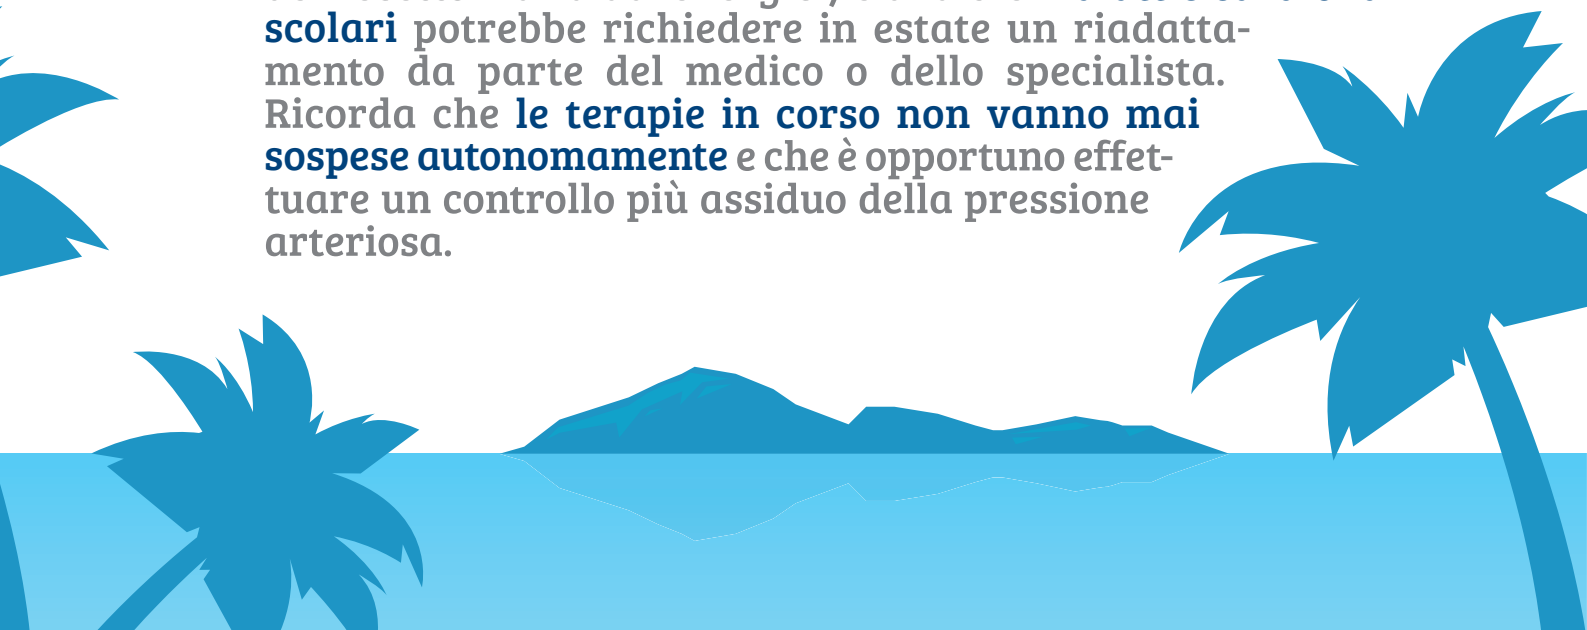 scolari potrebbe richiedere in estate un riadatta-
mento da parte del medico o dello specialista.
Ricorda che le terapie in corso non vanno mai
sospese autonomamente e che è opportuno effet-
tuare un controllo più assiduo della pressione
arteriosa.